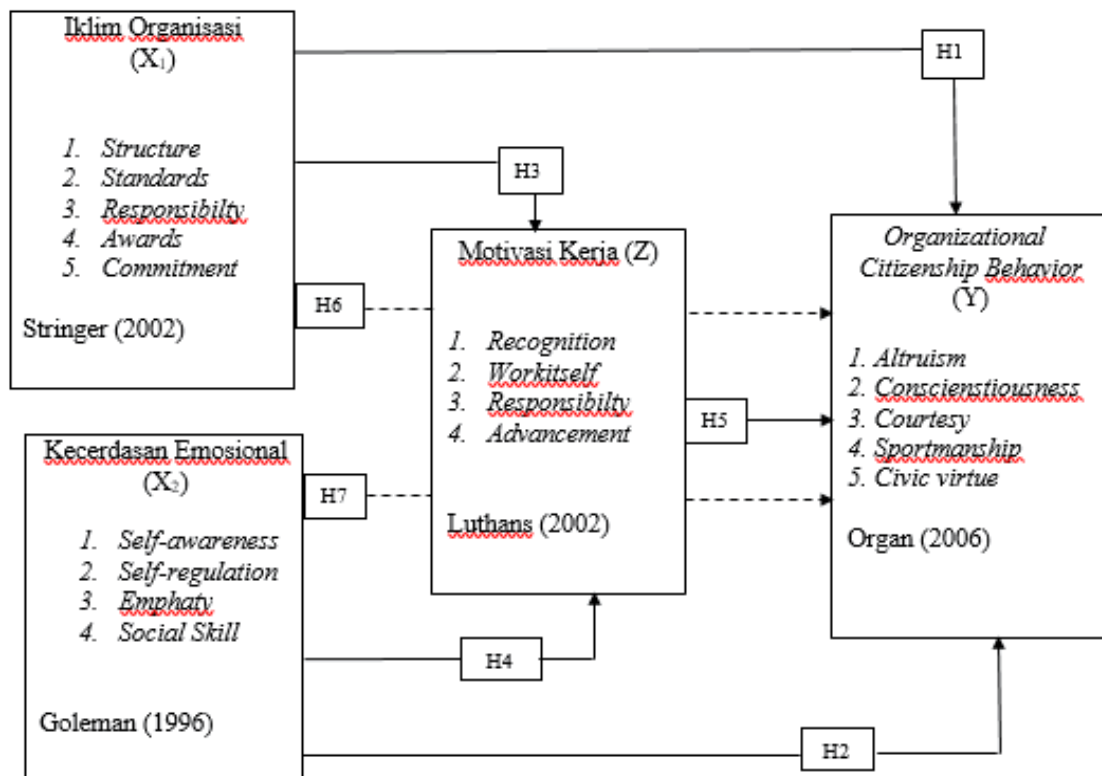 Iklim Organisasi
(X₁)
1. Structure
2. Standards
3. Responsibilty
4. Awards
5. Commitment
Stringer (2002)
H1
H3
H6
Motivasi Kerja (Z)
1. Recognition
2. Workitself
3. Responsibilty
4. Advancement
Luthans (2002)
H5
Organizational
Citizenship Behavior
(Y)
1. Altruism
2. Conscienstiousness
3. Courtesy
4. Sportmanship
5. Civic virtue
Organ (2006)
Kecerdasan Emosional
(X₂)
1. Self-awareness
2. Self-regulation
3. Emphaty
4. Social Skill
Goleman (1996)
H7
H4
H2